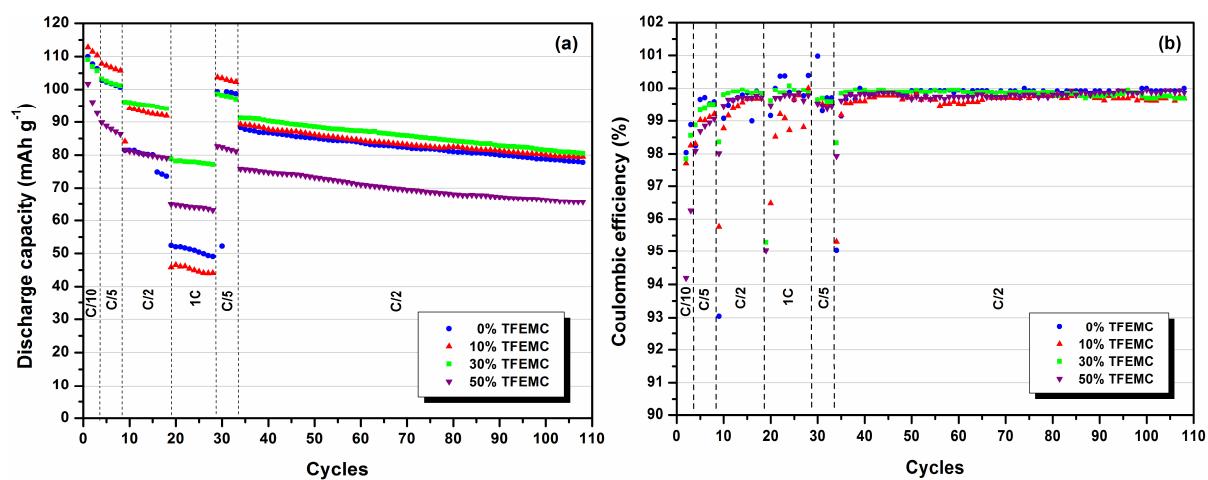 (a)
Discharge capacity (mAh g⁻¹)
120
110
100
90
80
70
60
50
40
30
20
10
0
C/10
C/5
C/2
1C
C/5
C/2
0% TFEMC
10% TFEMC
30% TFEMC
50% TFEMC
0 10 20 30 40 50 60 70 80 90 100 110
Cycles
(b)
Coulombic efficiency (%)
102
101
100
99
98
97
96
95
94
93
92
91
90
C/10
C/5
C/2
1C
C/5
C/2
0% TFEMC
10% TFEMC
30% TFEMC
50% TFEMC
0 10 20 30 40 50 60 70 80 90 100 110
Cycles